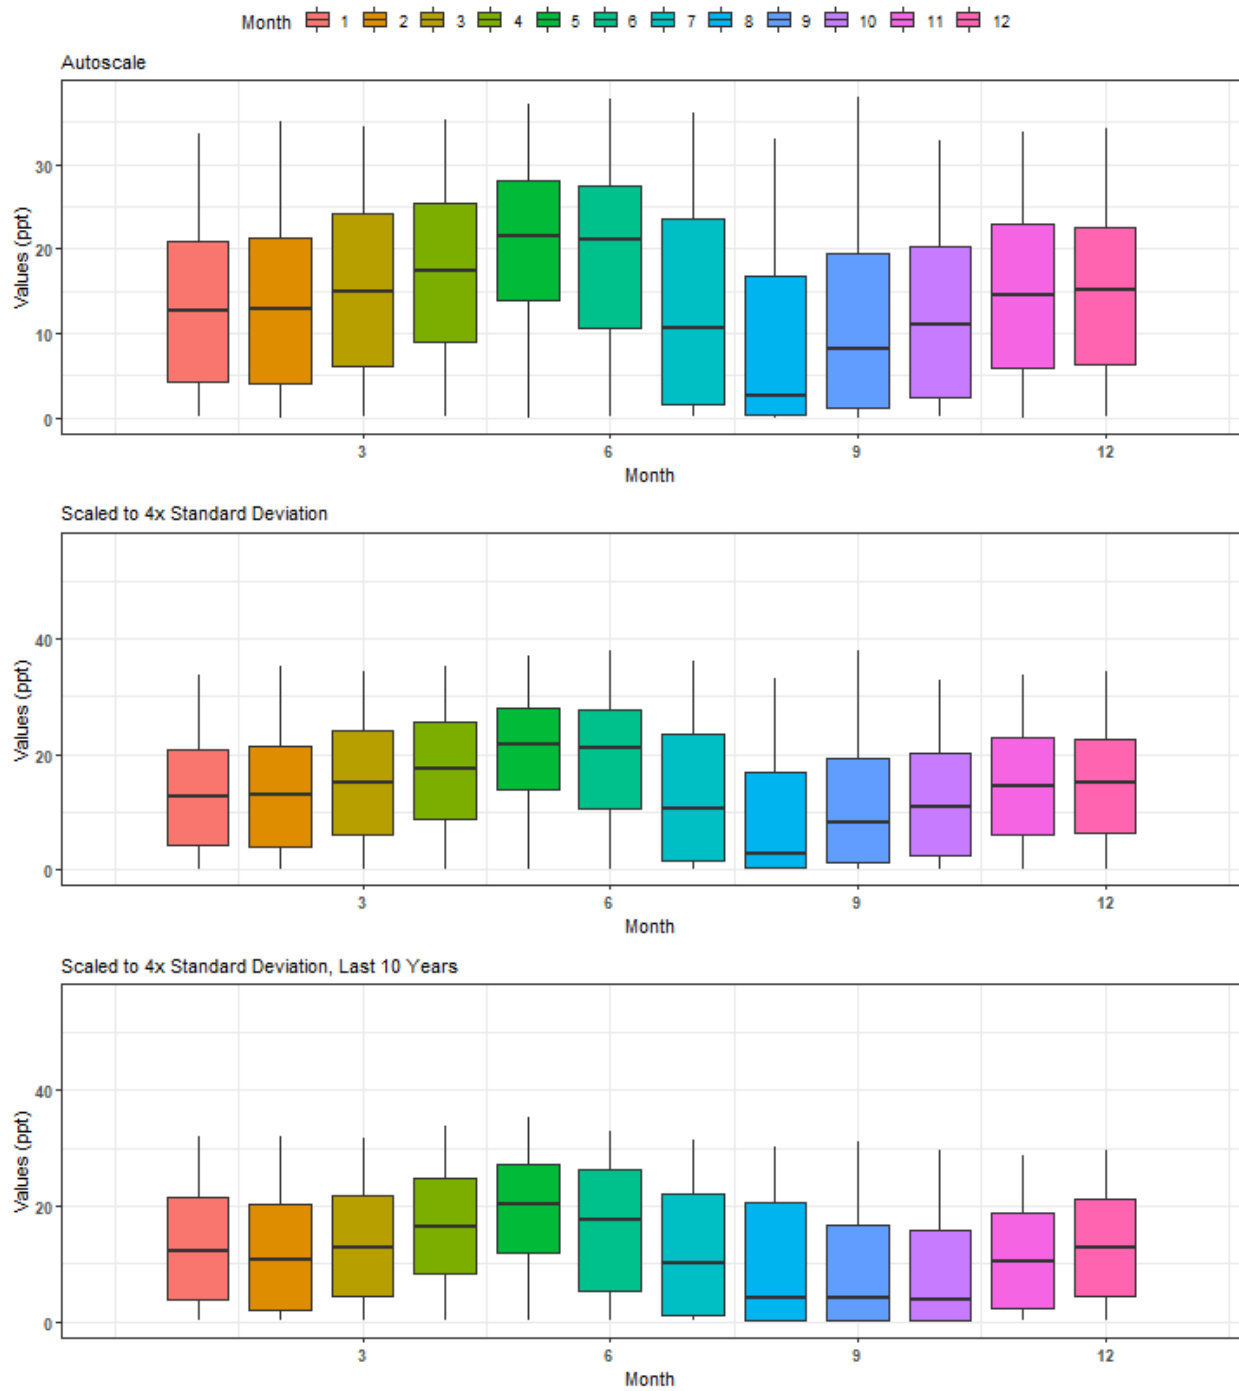 Month 1 2 3 4 5 6 7 8 9 10 11 12
Autoscale
Values (ppt)
30
20
10
0
3 6 9 12
Month
Scaled to 4x Standard Deviation
Values (ppt)
40
20
0
3 6 9 12
Month
Scaled to 4x Standard Deviation, Last 10 Years
Values (ppt)
40
20
0
3 6 9 12
Month